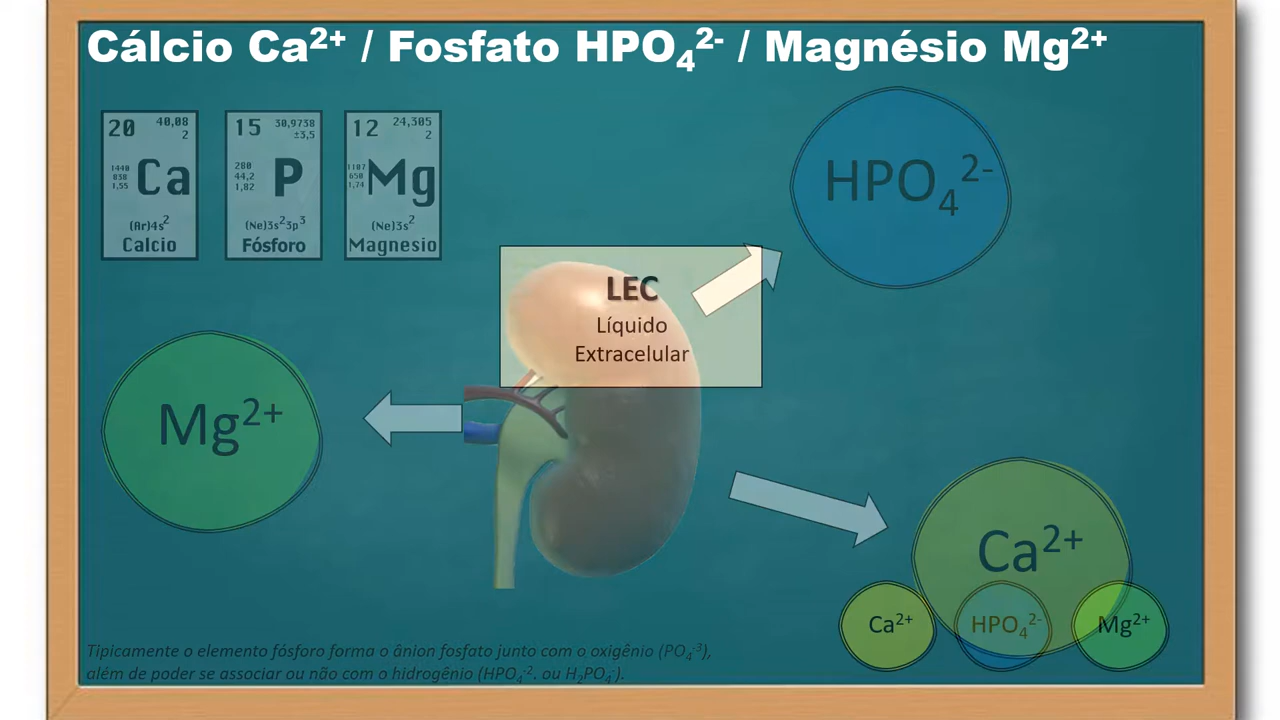 Cálcio Ca²⁺ / Fosfato HPO₄²⁻ / Magnésio Mg²⁺
20 40,08
2
1440
838
1,55
Ca
(Ar)4s²
Calcio
15 30,9738
±3,5
280
44,2
1,82
P
(Ne)3s²3p³
Fósforo
12 24,305
2
1107
650
1,74
Mg
(Ne)3s²
Magnesio
HPO₄²⁻
LEC
Líquido
Extracelular
Mg²⁺
Ca²⁺
Ca²⁺
HPO₄²⁻
Mg²⁺
Tipicamente o elemento fósforo forma o ânion fosfato junto com o oxigênio (PO₄⁻³),
além de poder se associar ou não com o hidrogênio (HPO₄⁻². ou H₂PO₄⁻).